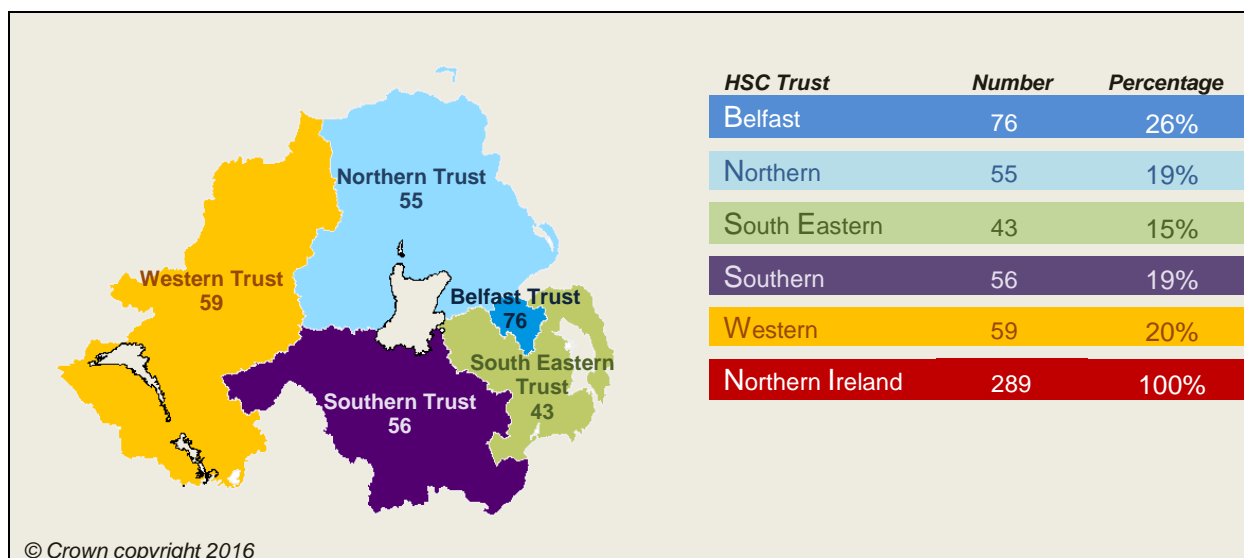 Northern Trust
55
Western Trust
59
Belfast Trust
76
South Eastern
Trust
43
Southern Trust
56
© Crown copyright 2016
HSC Trust Number Percentage
Belfast 76 26%
Northern 55 19%
South Eastern 43 15%
Southern 56 19%
Western 59 20%
Northern Ireland 289 100%